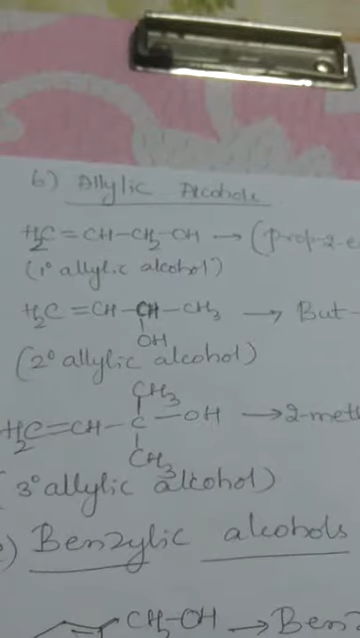 6) Allylic Alcohols
H₂C=CH-CH₂-OH → (prop-2-e
(1° allylic alcohol)
H₂C=CH-CH-CH₃ → But-
OH
(2° allylic alcohol)
CH₃
H₂C=CH-C-OH → 2-meth
CH₃
(3° allylic alcohol)
) Benzylic alcohols
CH₂-OH → Benz